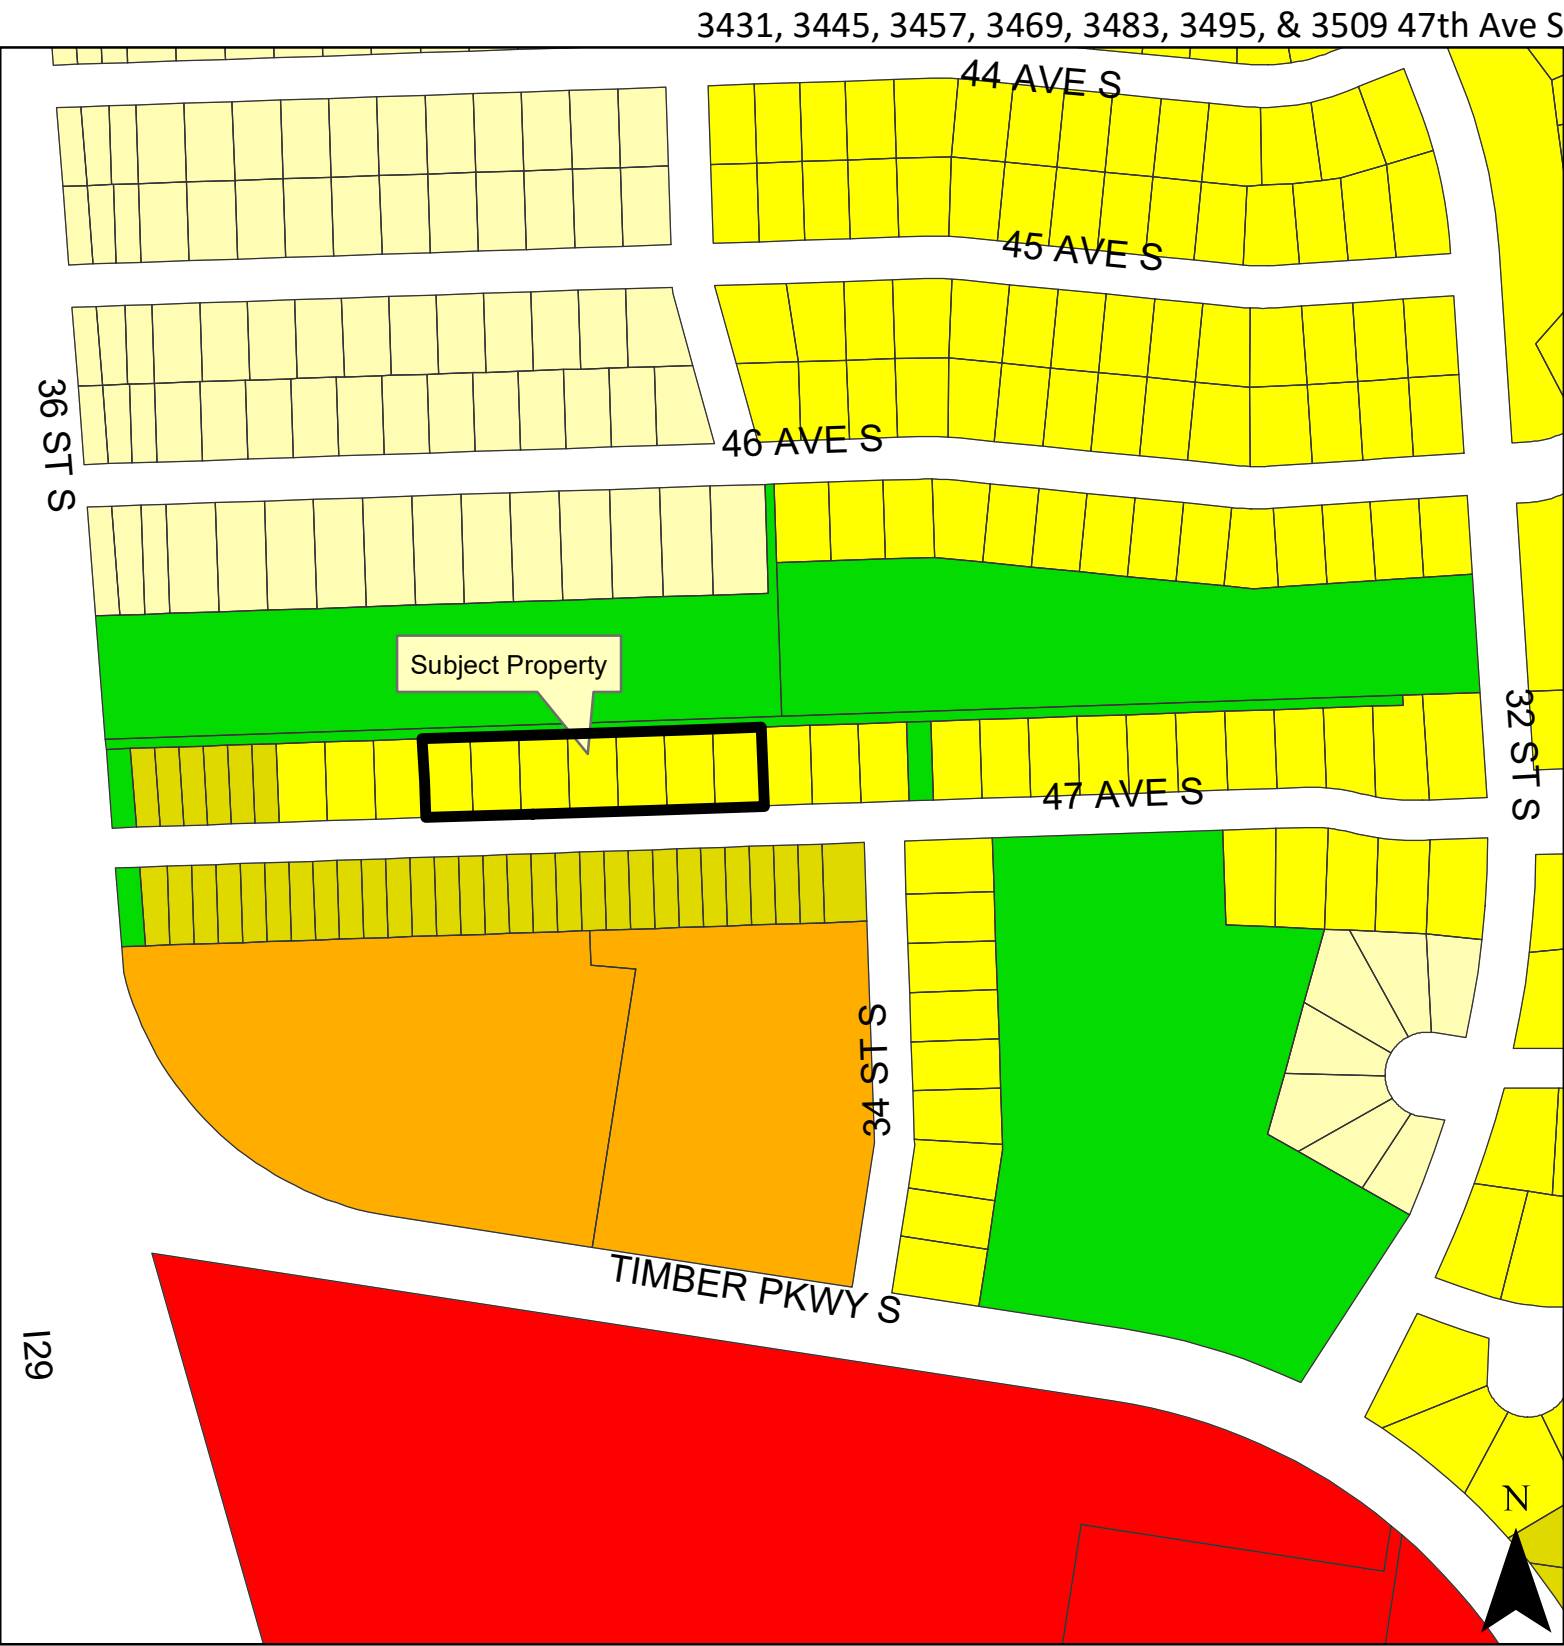 3431, 3445, 3457, 3469, 3483, 3495, & 3509 47th Ave S
44 AVE S
45 AVE S
36 ST S
46 AVE S
Subject Property
32 ST S
47 AVE S
34 ST S
TIMBER PKWY S
I29
N